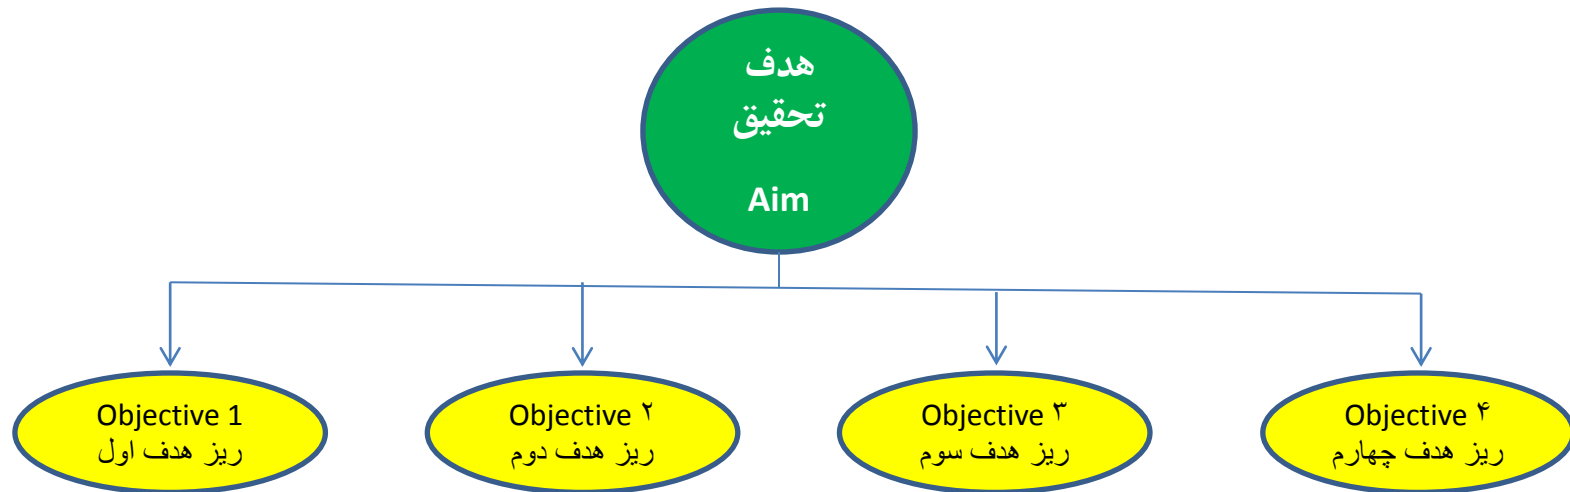 هدف
تحقیق
Aim
Objective 1
ریز هدف اول
Objective ۲
ریز هدف دوم
Objective ۳
ریز هدف سوم
Objective ۴
ریز هدف چهارم